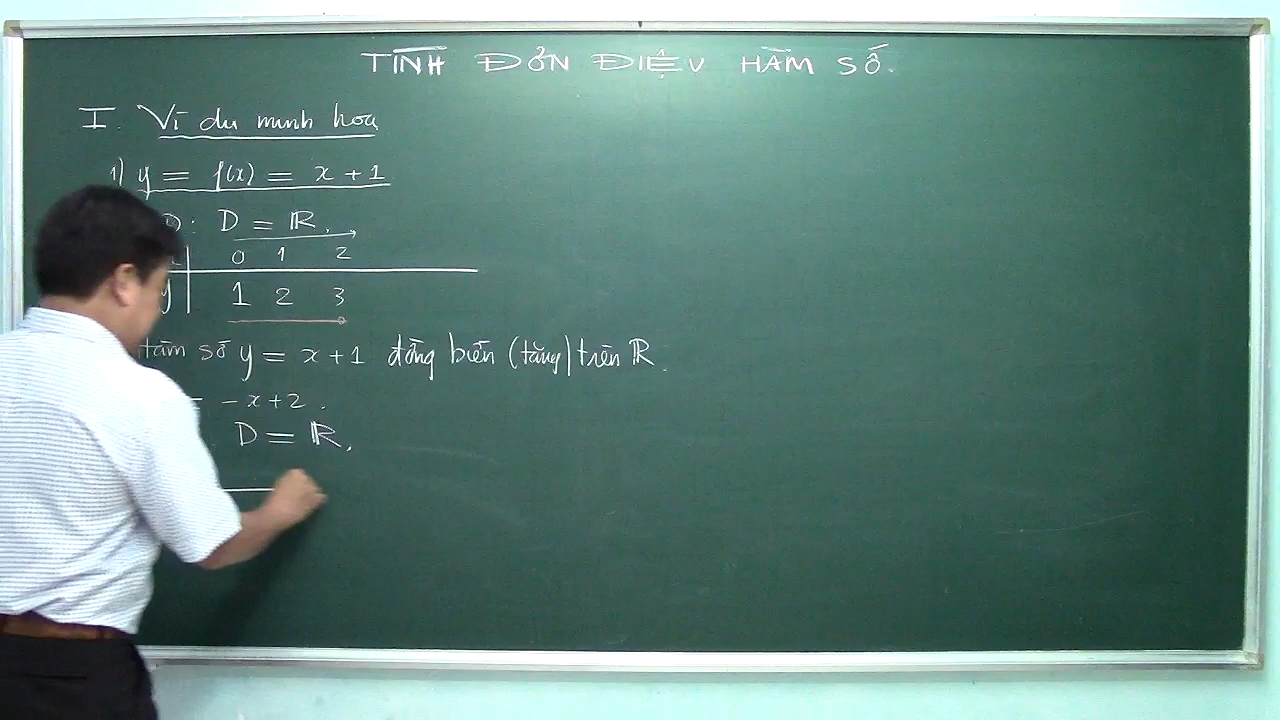 TÍNH ĐƠN ĐIỆU HÀM SỐ.
I. Ví dụ minh họa
1) y = f(x) = x + 1
D: D = ℝ.
0 1 2
y 1 2 3
hàm số y = x + 1 đồng biến (tăng) trên ℝ.
= -x + 2.
D = ℝ.